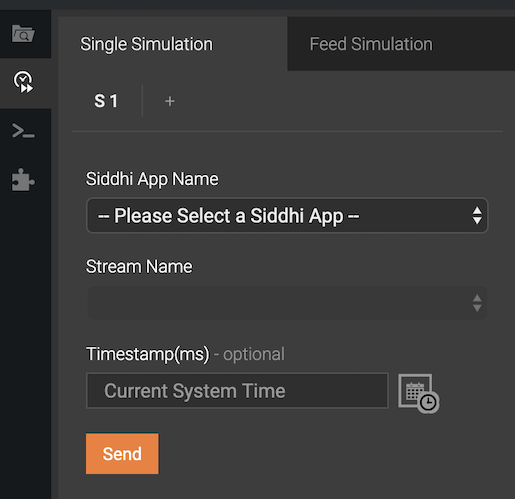 Single Simulation
Feed Simulation
S 1
+
Siddhi App Name
-- Please Select a Siddhi App --
Stream Name
Timestamp(ms) - optional
Current System Time
Send